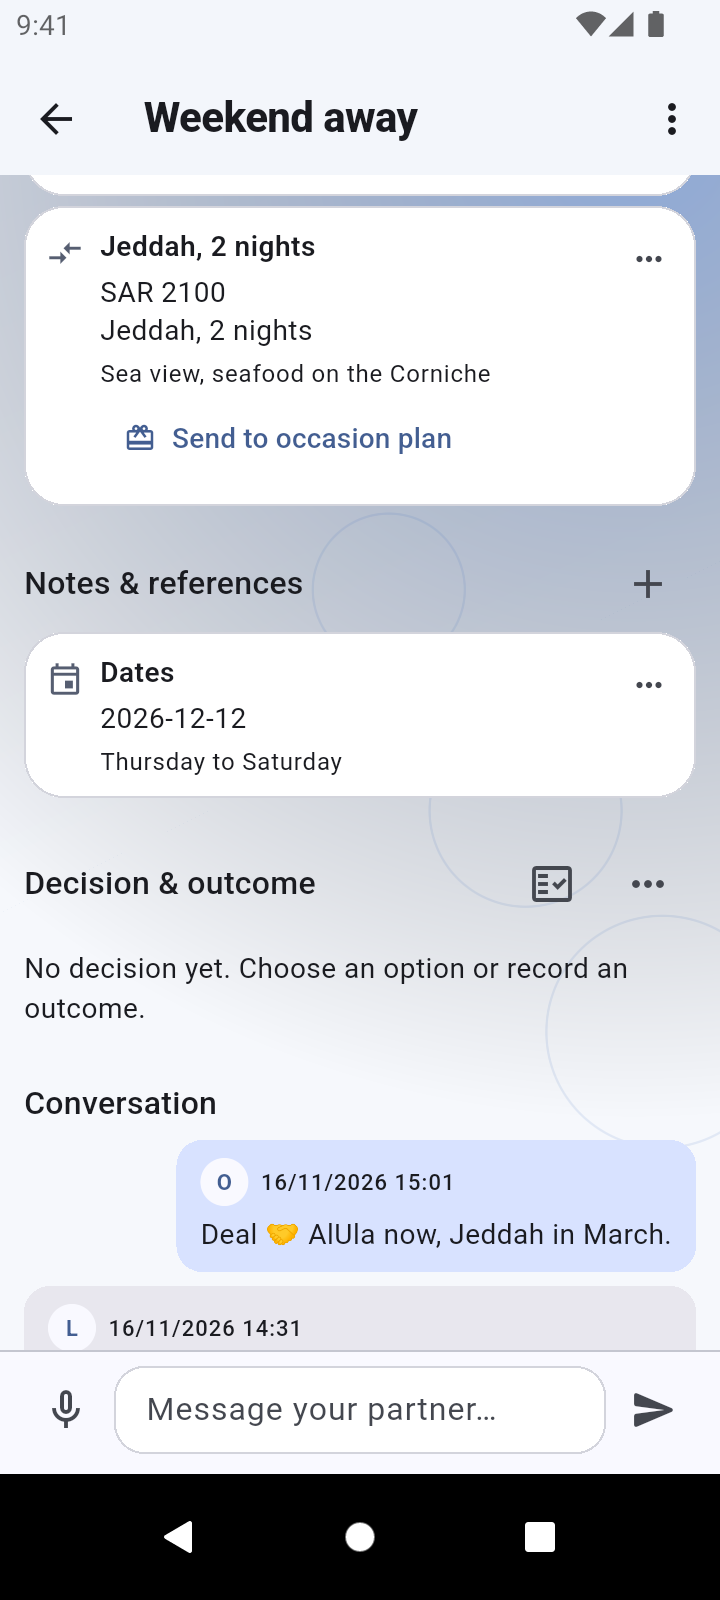 9:41
Weekend away
Jeddah, 2 nights
SAR 2100
Jeddah, 2 nights
Sea view, seafood on the Corniche
Send to occasion plan
Notes & references
Dates
2026-12-12
Thursday to Saturday
Decision & outcome
No decision yet. Choose an option or record an
outcome.
Conversation
O 16/11/2026 15:01
Deal 🤝 AlUla now, Jeddah in March.
L 16/11/2026 14:31
Message your partner…